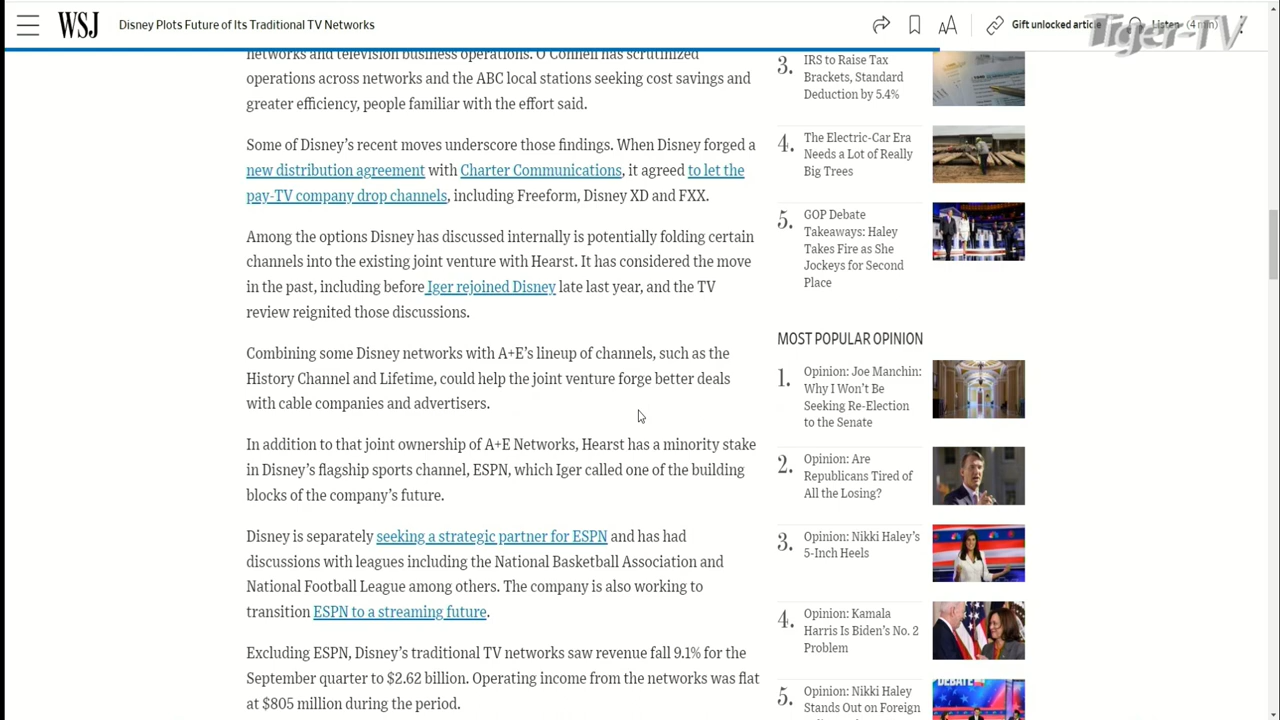 WSJ
Disney Plots Future of Its Traditional TV Networks
Gift unlocked article
Listen (4 min)
Tiger-TV
networks and television business operations. O'Connell has scrutinized
operations across networks and the ABC local stations seeking cost savings and
greater efficiency, people familiar with the effort said.
Some of Disney's recent moves underscore those findings. When Disney forged a
new distribution agreement with Charter Communications, it agreed to let the
pay-TV company drop channels, including Freeform, Disney XD and FXX.
Among the options Disney has discussed internally is potentially folding certain
channels into the existing joint venture with Hearst. It has considered the move
in the past, including before Iger rejoined Disney late last year, and the TV
review reignited those discussions.
Combining some Disney networks with A+E's lineup of channels, such as the
History Channel and Lifetime, could help the joint venture forge better deals
with cable companies and advertisers.
In addition to that joint ownership of A+E Networks, Hearst has a minority stake
in Disney's flagship sports channel, ESPN, which Iger called one of the building
blocks of the company's future.
Disney is separately seeking a strategic partner for ESPN and has had
discussions with leagues including the National Basketball Association and
National Football League among others. The company is also working to
transition ESPN to a streaming future.
Excluding ESPN, Disney's traditional TV networks saw revenue fall 9.1% for the
September quarter to $2.62 billion. Operating income from the networks was flat
at $805 million during the period.
3. IRS to Raise Tax
Brackets, Standard
Deduction by 5.4%
4. The Electric-Car Era
Needs a Lot of Really
Big Trees
5. GOP Debate
Takeaways: Haley
Takes Fire as She
Jockeys for Second
Place
MOST POPULAR OPINION
1. Opinion: Joe Manchin:
Why I Won't Be
Seeking Re-Election
to the Senate
2. Opinion: Are
Republicans Tired of
All the Losing?
3. Opinion: Nikki Haley's
5-Inch Heels
4. Opinion: Kamala
Harris Is Biden's No. 2
Problem
5. Opinion: Nikki Haley
Stands Out on Foreign